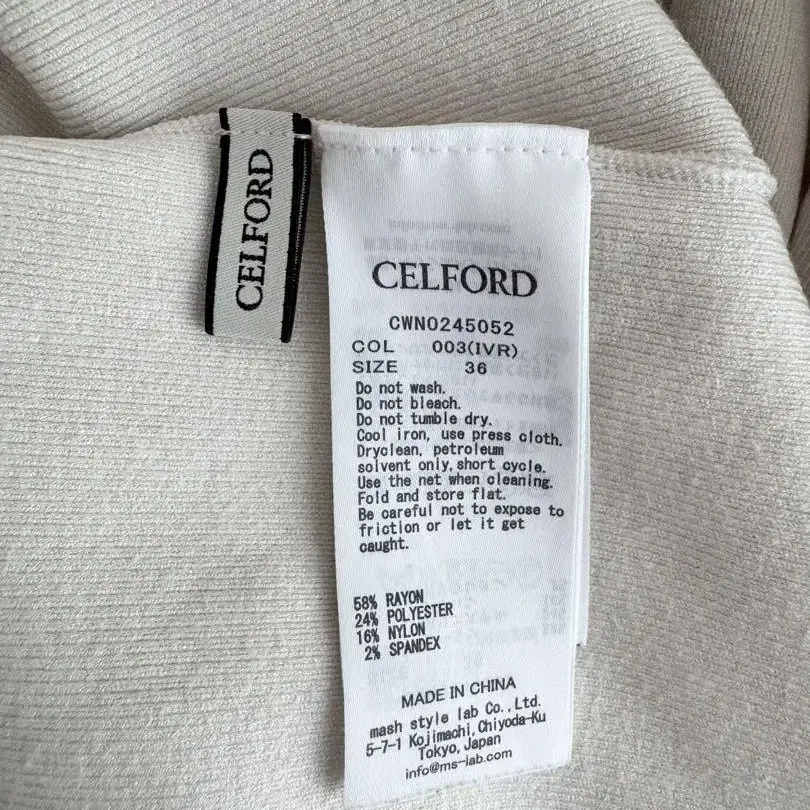 CELFORD
CELFORD
CWN0245052
COL 003(IVR)
SIZE 36
Do not wash.
Do not bleach.
Do not tumble dry.
Cool iron, use press cloth.
Dryclean, petroleum
solvent only,short cycle.
Use the net when cleaning.
Fold and store flat.
Be careful not to expose to
friction or let it get
caught.
58% RAYON
24% POLYESTER
16% NYLON
2% SPANDEX
MADE IN CHINA
mash style lab Co.,Ltd.
5-7-1 Kojimachi,Chiyoda-Ku
Tokyo,Japan
info@ms-lab.com